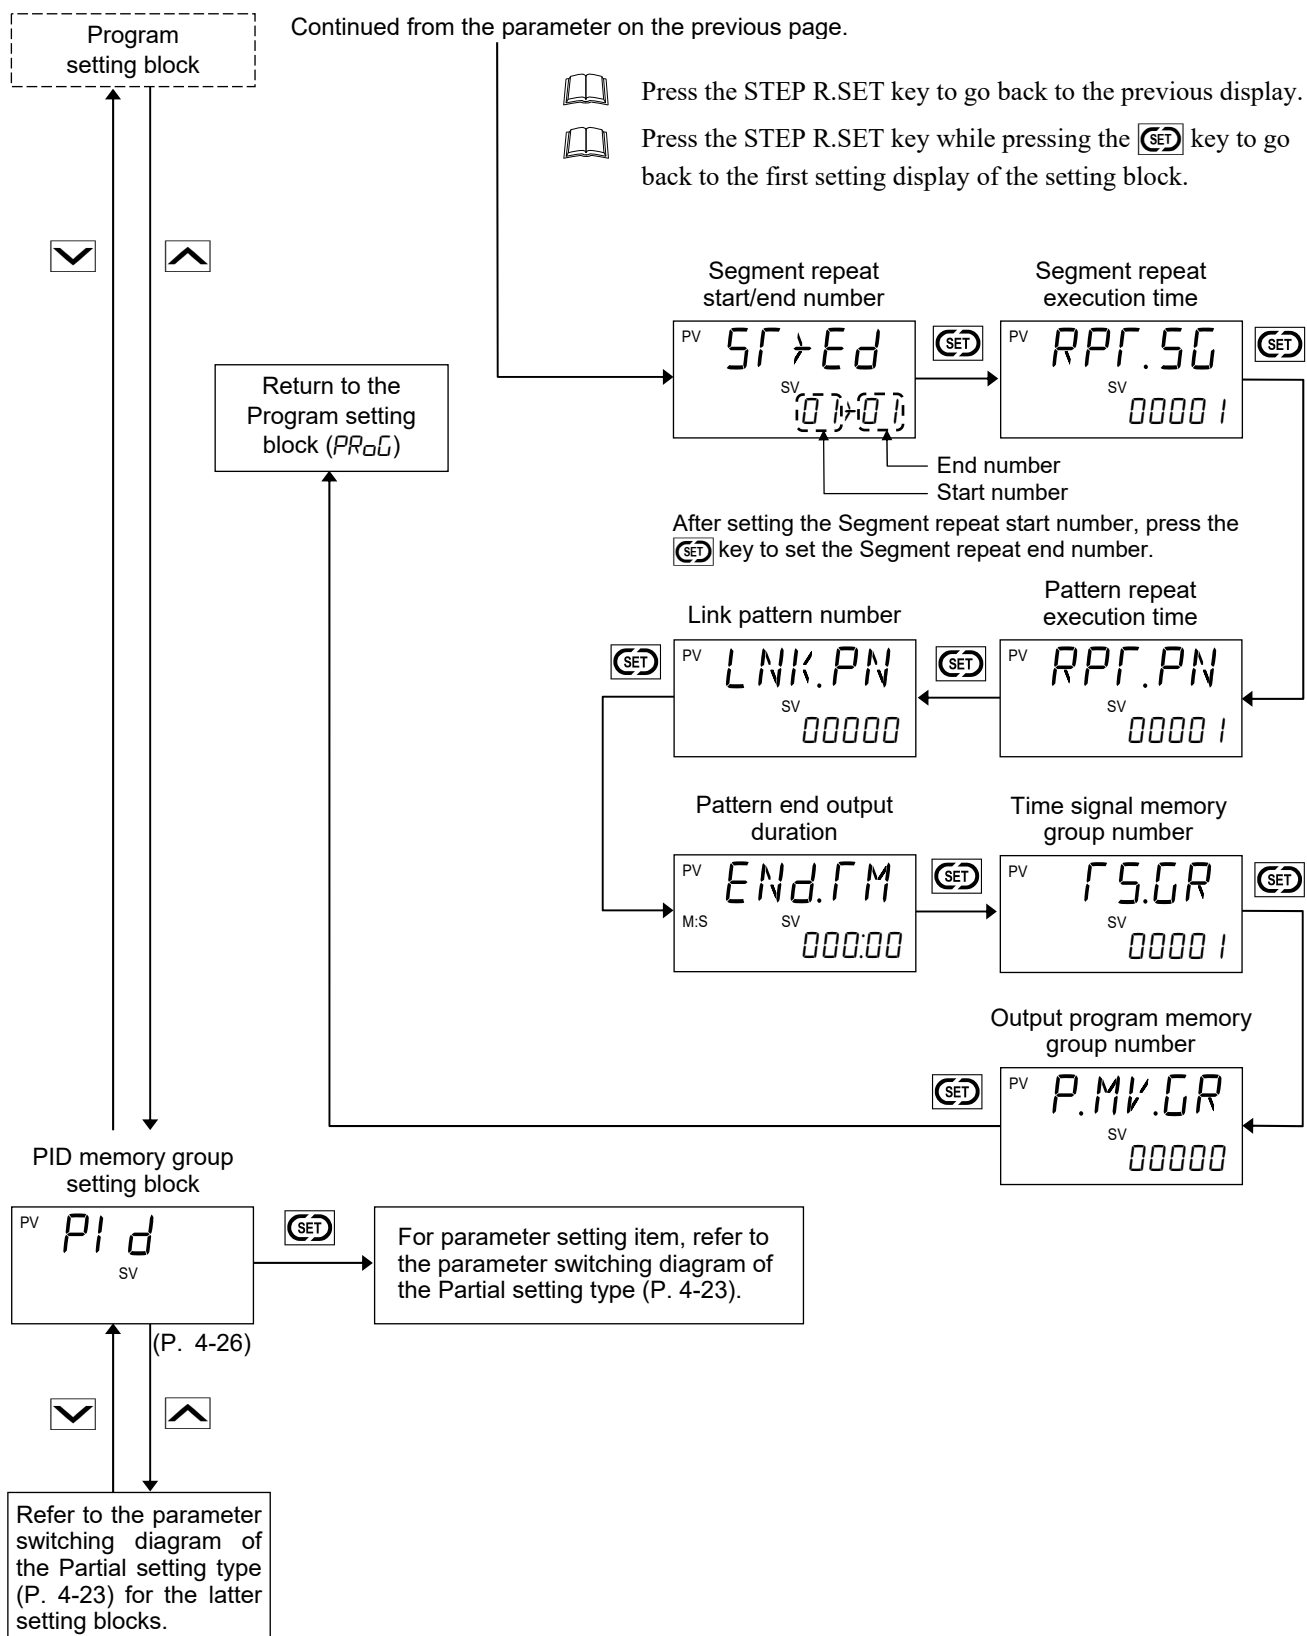 Program
setting block
Continued from the parameter on the previous page.
Press the STEP R.SET key to go back to the previous display.
Press the STEP R.SET key while pressing the SET key to go
back to the first setting display of the setting block.
Segment repeat
start/end number
PV ST>Ed
SV
01>01
SET
End number
Start number
Segment repeat
execution time
PV RPT.SG
SV
00001
SET
After setting the Segment repeat start number, press the
SET key to set the Segment repeat end number.
Return to the
Program setting
block (PRoG)
Pattern repeat
execution time
PV RPT.PN
SV
00001
SET
Link pattern number
PV LNK.PN
SV
00000
SET
Pattern end output
duration
PV ENd.TM
M:S SV
000:00
SET
Time signal memory
group number
PV TS.GR
SV
00001
SET
Output program memory
group number
PV P.MV.GR
SV
00000
SET
PID memory group
setting block
PV PId
SV
SET
For parameter setting item, refer to
the parameter switching diagram of
the Partial setting type (P. 4-23).
(P. 4-26)
Refer to the parameter
switching diagram of
the Partial setting type
(P. 4-23) for the latter
setting blocks.